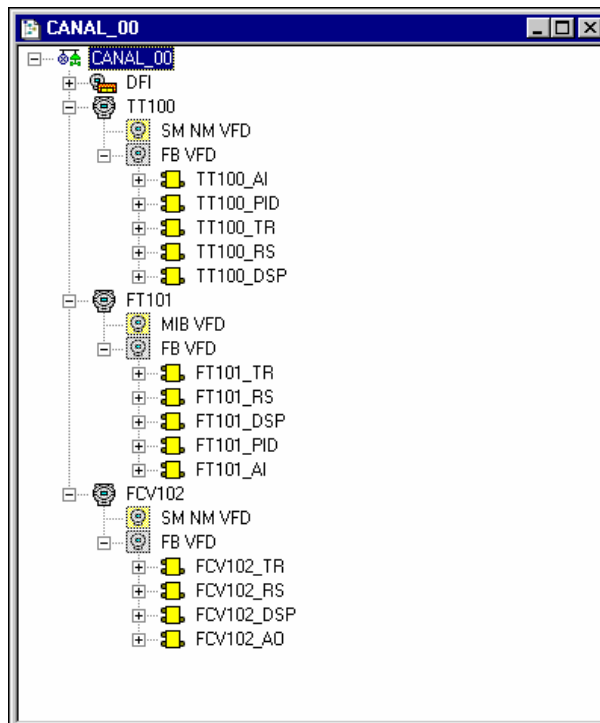 CANAL_00
CANAL_00
DFI
TT100
SM NM VFD
FB VFD
TT100_AI
TT100_PID
TT100_TR
TT100_RS
TT100_DSP
FT101
MIB VFD
FB VFD
FT101_TR
FT101_RS
FT101_DSP
FT101_PID
FT101_AI
FCV102
SM NM VFD
FB VFD
FCV102_TR
FCV102_RS
FCV102_DSP
FCV102_AO